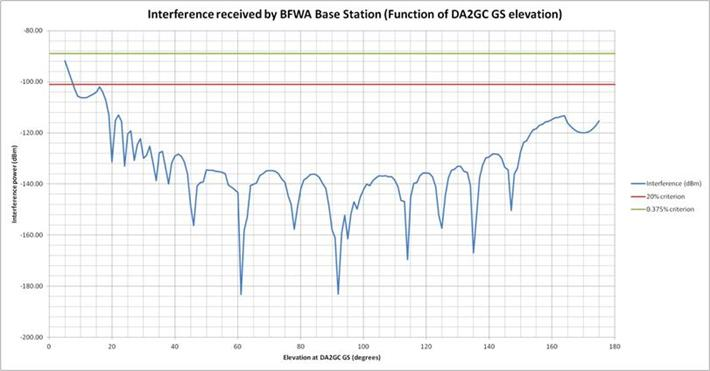 Interference received by BFWA Base Station (Function of DA2GC GS elevation)
-80.00
-100.00
-120.00
-140.00
-160.00
-180.00
-200.00
Interference power (dBm)
0
20
40
60
80
100
120
140
160
180
Elevation at DA2GC GS (degrees)
Interference (dBm)
20% criterion
0.375% criterion